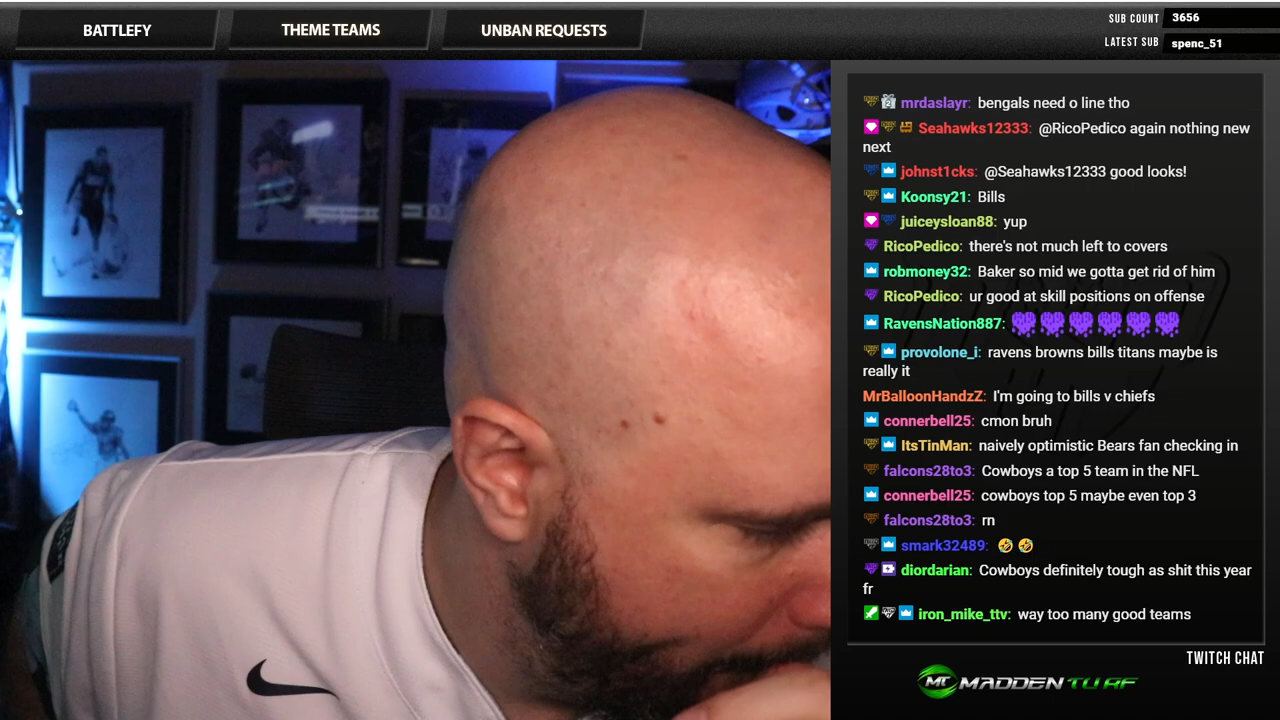 BATTLEFY
THEME TEAMS
UNBAN REQUESTS
SUB COUNT 3656
LATEST SUB spenc_51
mrdaslayr: bengals need o line tho
Seahawks12333: @RicoPedico again nothing new
next
johnst1cks: @Seahawks12333 good looks!
Koonsy21: Bills
juiceysloan88: yup
RicoPedico: there's not much left to covers
robmoney32: Baker so mid we gotta get rid of him
RicoPedico: ur good at skill positions on offense
RavensNation887:
provolone_i: ravens browns bills titans maybe is
really it
MrBalloonHandzZ: I'm going to bills v chiefs
connerbell25: cmon bruh
ItsTinMan: naively optimistic Bears fan checking in
falcons28to3: Cowboys a top 5 team in the NFL
connerbell25: cowboys top 5 maybe even top 3
falcons28to3: rn
smark32489: 🤣 🤣
diordarian: Cowboys definitely tough as shit this year
fr
iron_mike_ttv: way too many good teams
TWITCH CHAT
MT MADDEN TURF